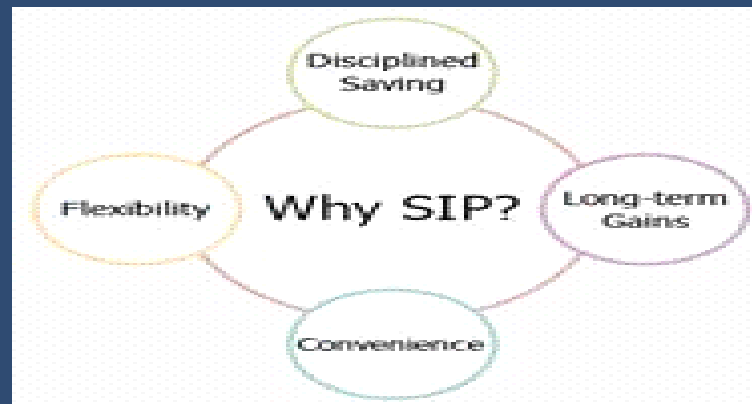 Disciplined
Saving
Flexibility
Why SIP?
Long-term
Gains
Convenience